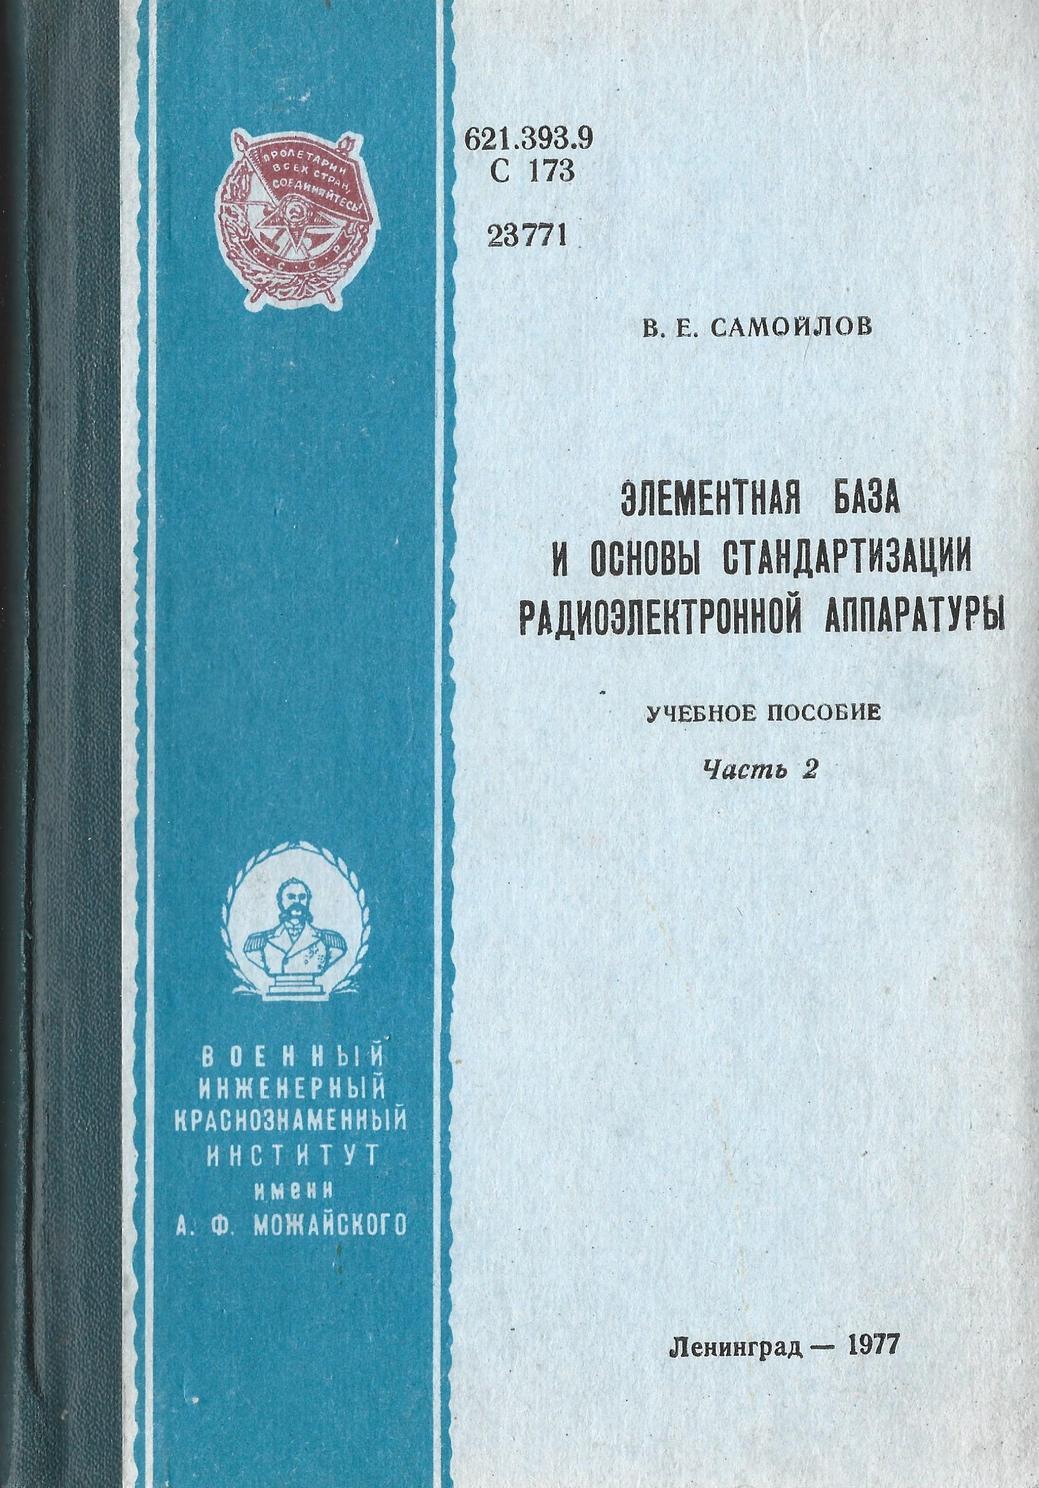 ПРОЛЕТАРИИ
ВСЕХ СТРАН,
СОЕДИНЯЙТЕСЬ!
СССР
621.393.9
С 173
23771
В. Е. САМОЙЛОВ
ЭЛЕМЕНТНАЯ БАЗА
И ОСНОВЫ СТАНДАРТИЗАЦИИ
РАДИОЭЛЕКТРОННОЙ АППАРАТУРЫ
УЧЕБНОЕ ПОСОБИЕ
Часть 2
ВОЕННЫЙ
ИНЖЕНЕРНЫЙ
КРАСНОЗНАМЕННЫЙ
ИНСТИТУТ
имени
А. Ф. МОЖАЙСКОГО
Ленинград — 1977